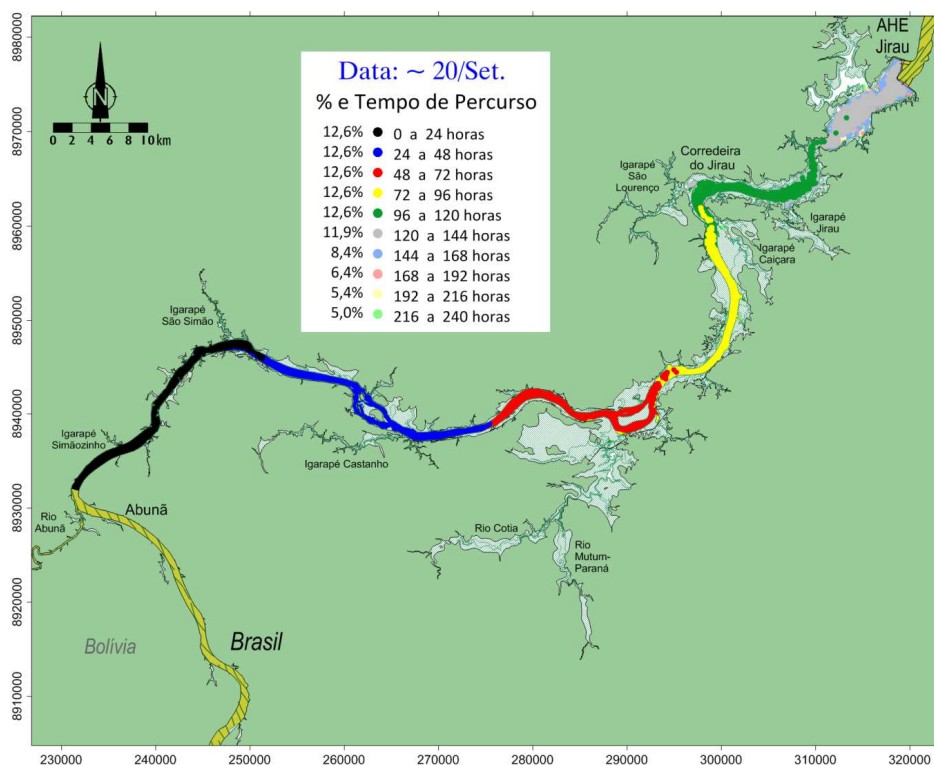 AHE
Jirau
Data: ~ 20/Set.
% e Tempo de Percurso
12,6% 0 a 24 horas
12,6% 24 a 48 horas
12,6% 48 a 72 horas
12,6% 72 a 96 horas
12,6% 96 a 120 horas
11,9% 120 a 144 horas
8,4% 144 a 168 horas
6,4% 168 a 192 horas
5,4% 192 a 216 horas
5,0% 216 a 240 horas
N
0 2 4 6 8 10 km
Corredeira
do Jirau
Igarapé
São
Lourenço
Igarapé
Jirau
Igarapé
Caiçara
Igarapé
São Simão
Igarapé
Simãozinho
Igarapé Castanho
Rio
Abunã
Abunã
Rio Cotia
Rio
Mutum-
Paraná
Bolívia
Brasil
8980000
8970000
8960000
8950000
8940000
8930000
8920000
8910000
230000 240000 250000 260000 270000 280000 290000 300000 310000 320000